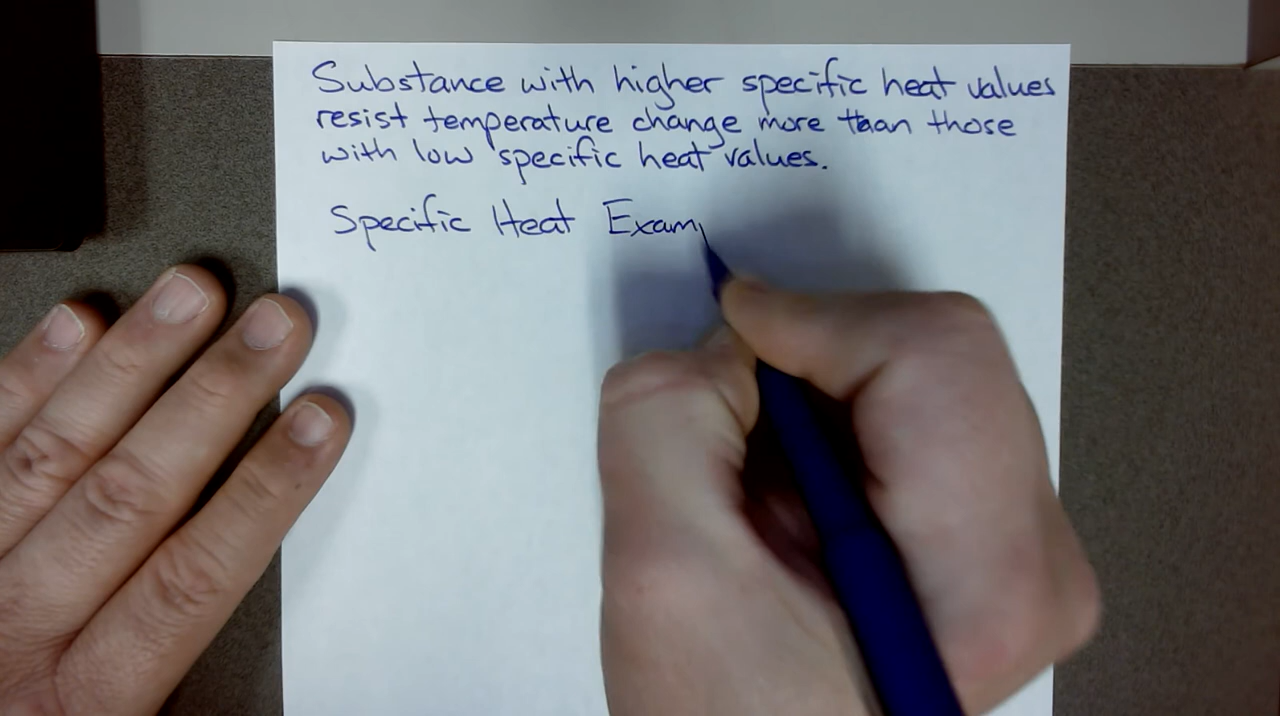 Substance with higher specific heat values
resist temperature change more than those
with low specific heat values.
Specific Heat Exam